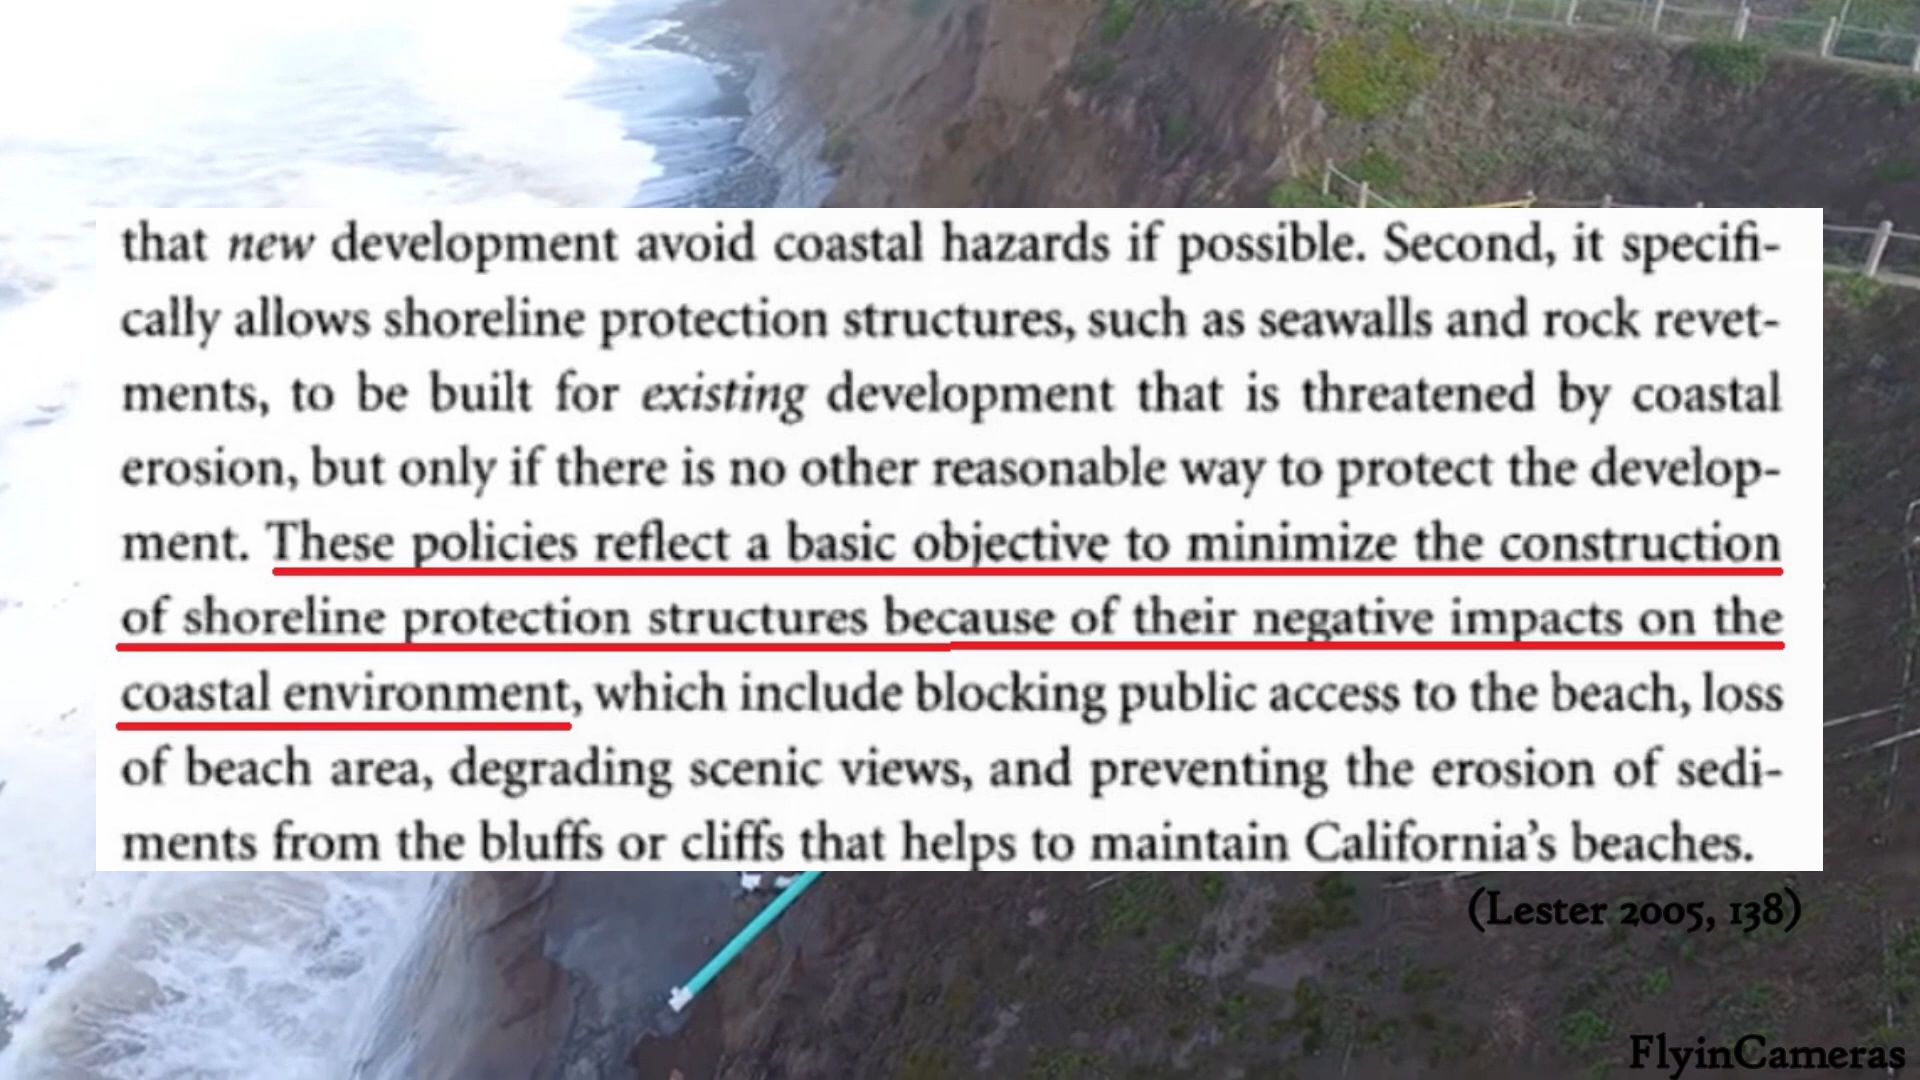 that new development avoid coastal hazards if possible. Second, it specifi-
cally allows shoreline protection structures, such as seawalls and rock revet-
ments, to be built for existing development that is threatened by coastal
erosion, but only if there is no other reasonable way to protect the develop-
ment. These policies reflect a basic objective to minimize the construction
of shoreline protection structures because of their negative impacts on the
coastal environment, which include blocking public access to the beach, loss
of beach area, degrading scenic views, and preventing the erosion of sedi-
ments from the bluffs or cliffs that helps to maintain California's beaches.
(Lester 2005, 138)
FlyinCameras